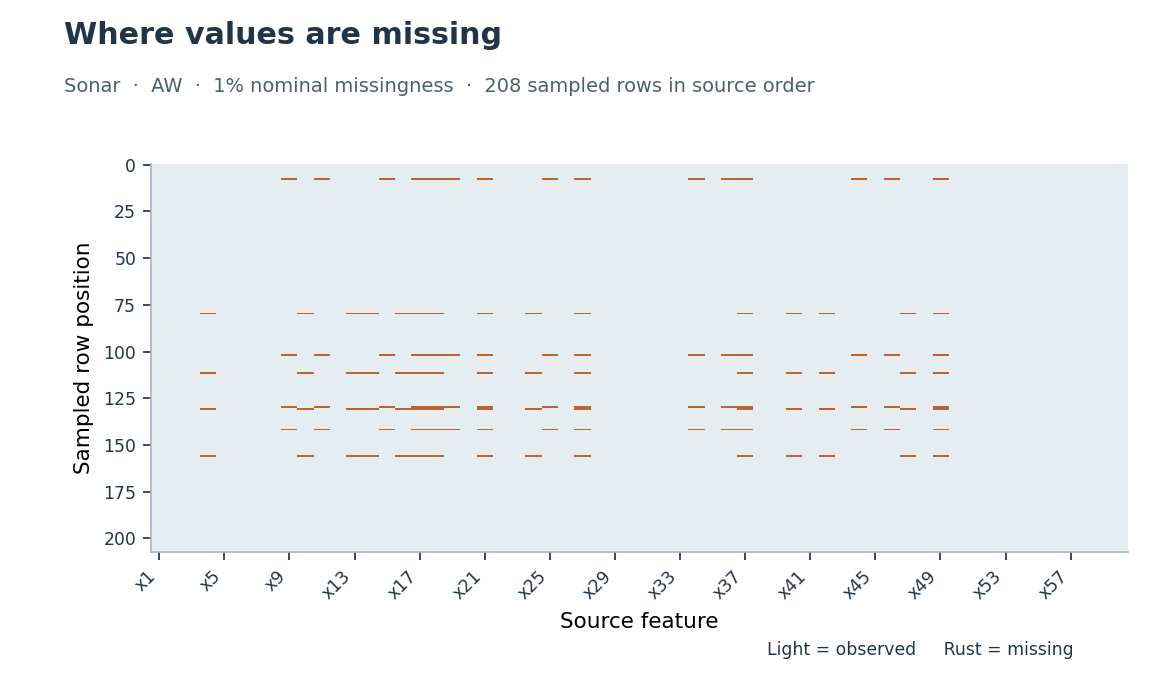 Where values are missing
Sonar · AW · 1% nominal missingness · 208 sampled rows in source order
Sampled row position
0
25
50
75
100
125
150
175
200
x1 x5 x9 x13 x17 x21 x25 x29 x33 x37 x41 x45 x49 x53 x57
Source feature
Light = observed Rust = missing